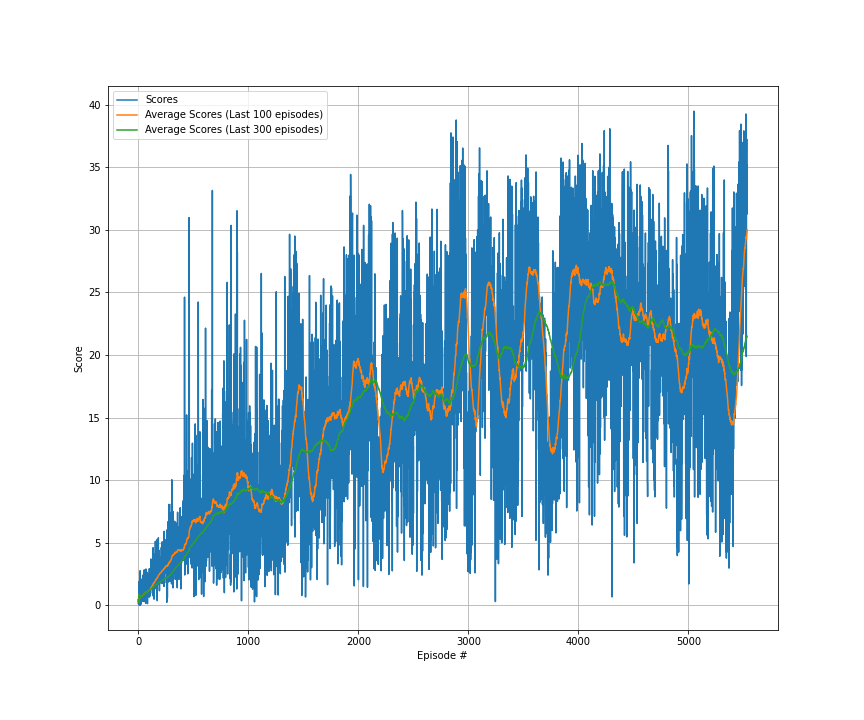 Scores
Average Scores (Last 100 episodes)
Average Scores (Last 300 episodes)
Score
40
35
30
25
20
15
10
5
0
0 1000 2000 3000 4000 5000
Episode #